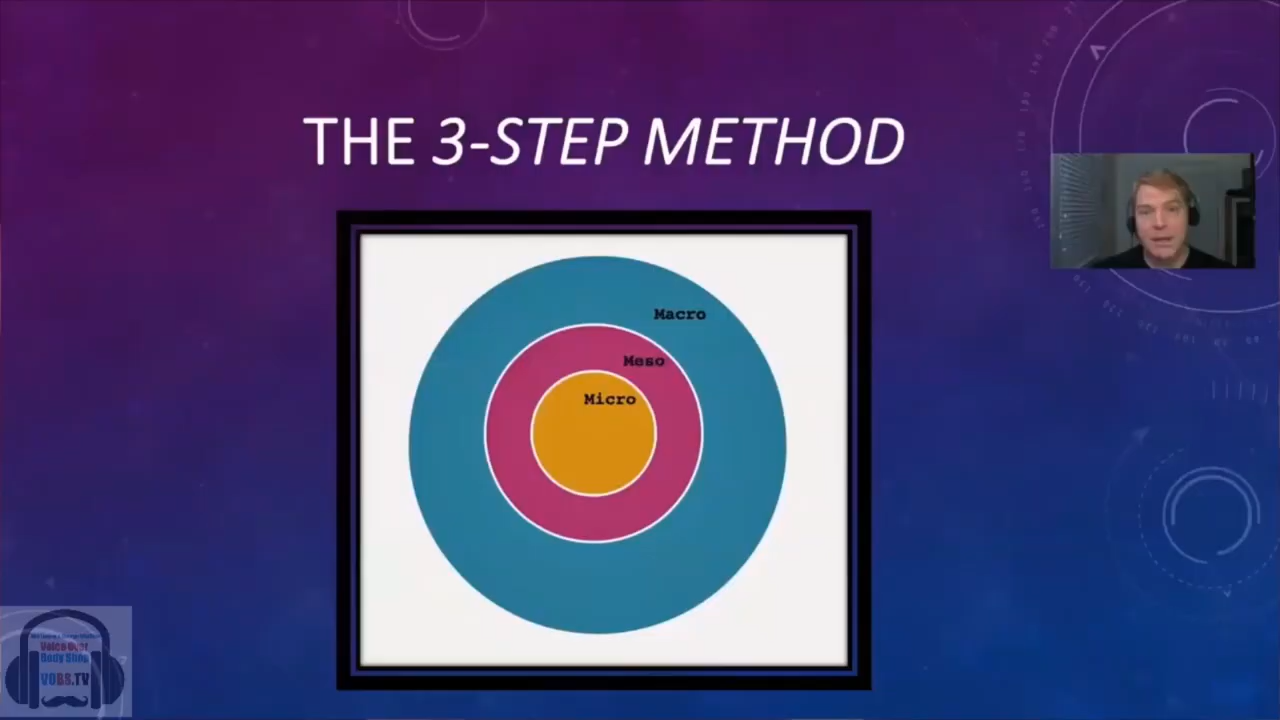 THE 3-STEP METHOD
Macro
Meso
Micro
Voice Over
Body Shop
VOBS.TV